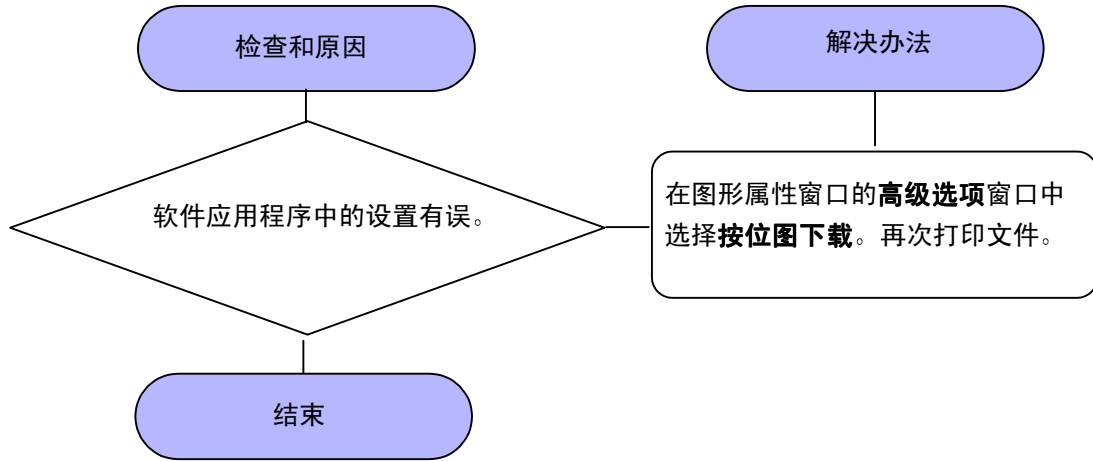 检查和原因
解决办法
软件应用程序中的设置有误。
在图形属性窗口的高级选项窗口中
选择按位图下载。再次打印文件。
结束